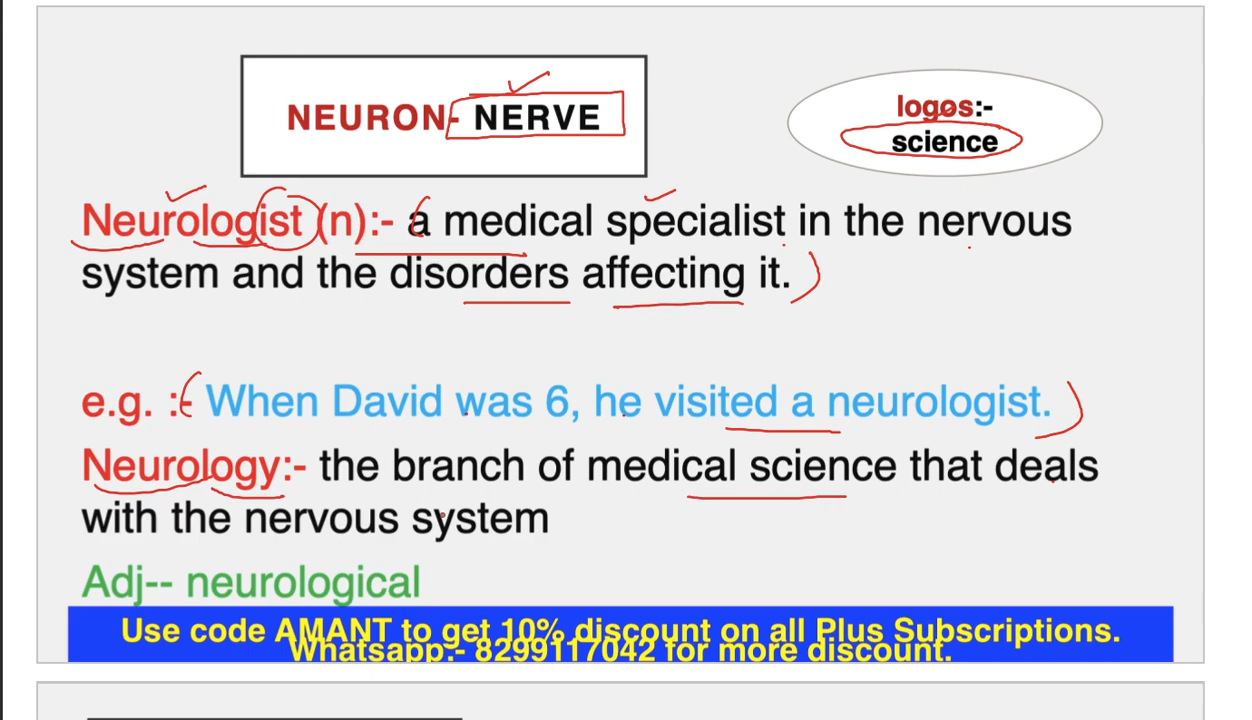 NEURON- NERVE
logos:-
science
Neurologist (n):- a medical specialist in the nervous
system and the disorders affecting it.
e.g. :- When David was 6, he visited a neurologist.
Neurology:- the branch of medical science that deals
with the nervous system
Adj-- neurological
Use code AMANT to get 10% discount on all Plus Subscriptions.
Whatsapp:- 8299117042 for more discount.